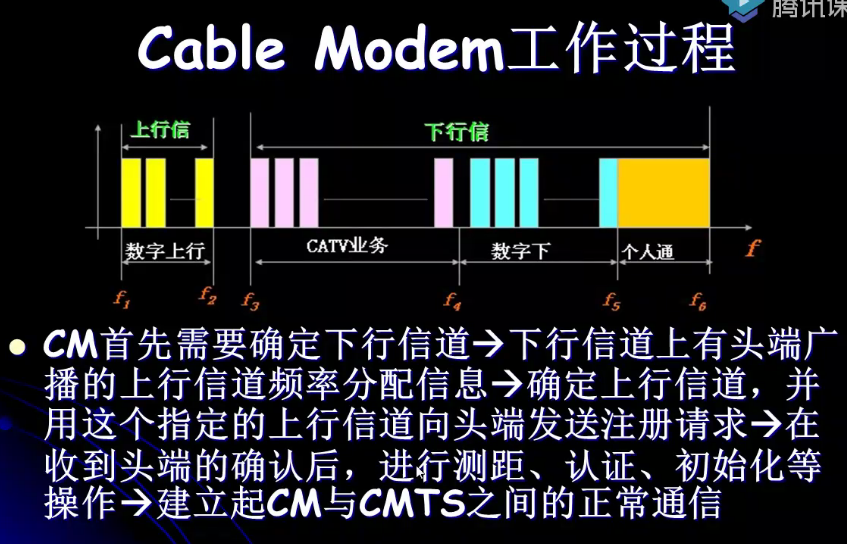 腾讯课
Cable Modem工作过程
上行信
下行信
数字上行
CATV业务
数字下
个人通
f
f1
f2
f3
f4
f5
f6
CM首先需要确定下行信道→下行信道上有头端广
播的上行信道频率分配信息→确定上行信道，并
用这个指定的上行信道向头端发送注册请求→在
收到头端的确认后，进行测距、认证、初始化等
操作→建立起CM与CMTS之间的正常通信